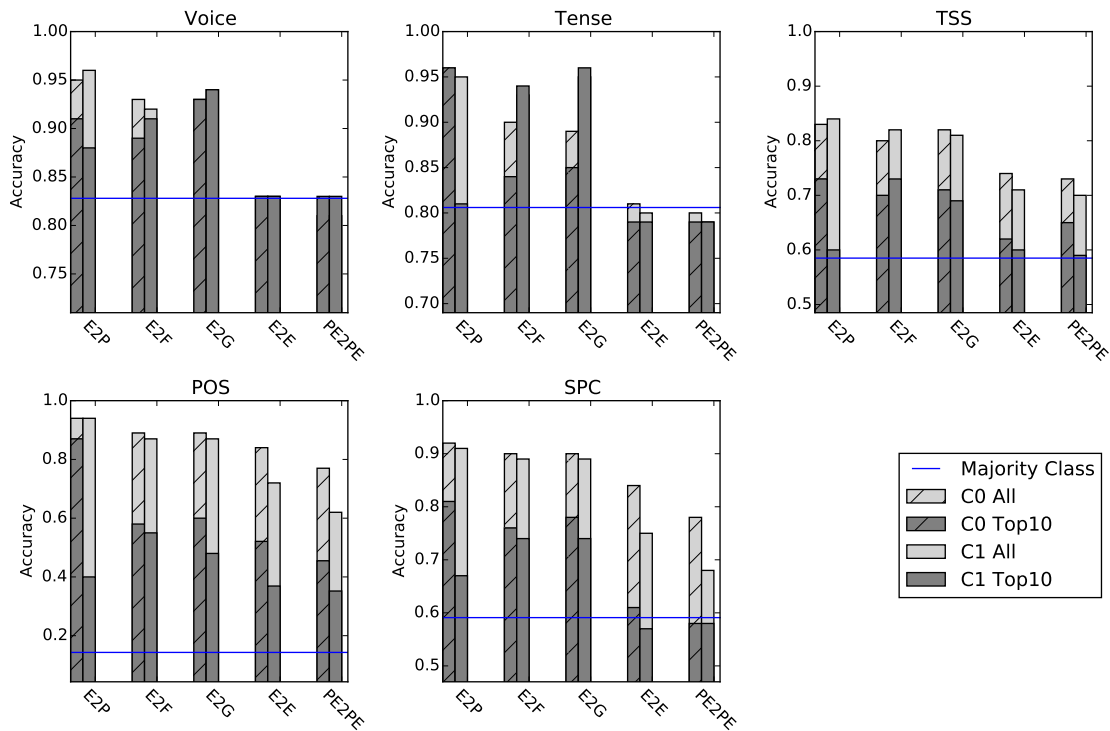 Voice
1.00
0.95
0.90
0.85
0.80
0.75
Accuracy
E2P
E2F
E2G
E2E
PE2PE
Tense
1.00
0.95
0.90
0.85
0.80
0.75
0.70
Accuracy
E2P
E2F
E2G
E2E
PE2PE
TSS
1.0
0.9
0.8
0.7
0.6
0.5
Accuracy
E2P
E2F
E2G
E2E
PE2PE
POS
1.0
0.8
0.6
0.4
0.2
Accuracy
E2P
E2F
E2G
E2E
PE2PE
SPC
1.0
0.9
0.8
0.7
0.6
0.5
Accuracy
E2P
E2F
E2G
E2E
PE2PE
Majority Class
C0 All
C0 Top10
C1 All
C1 Top10